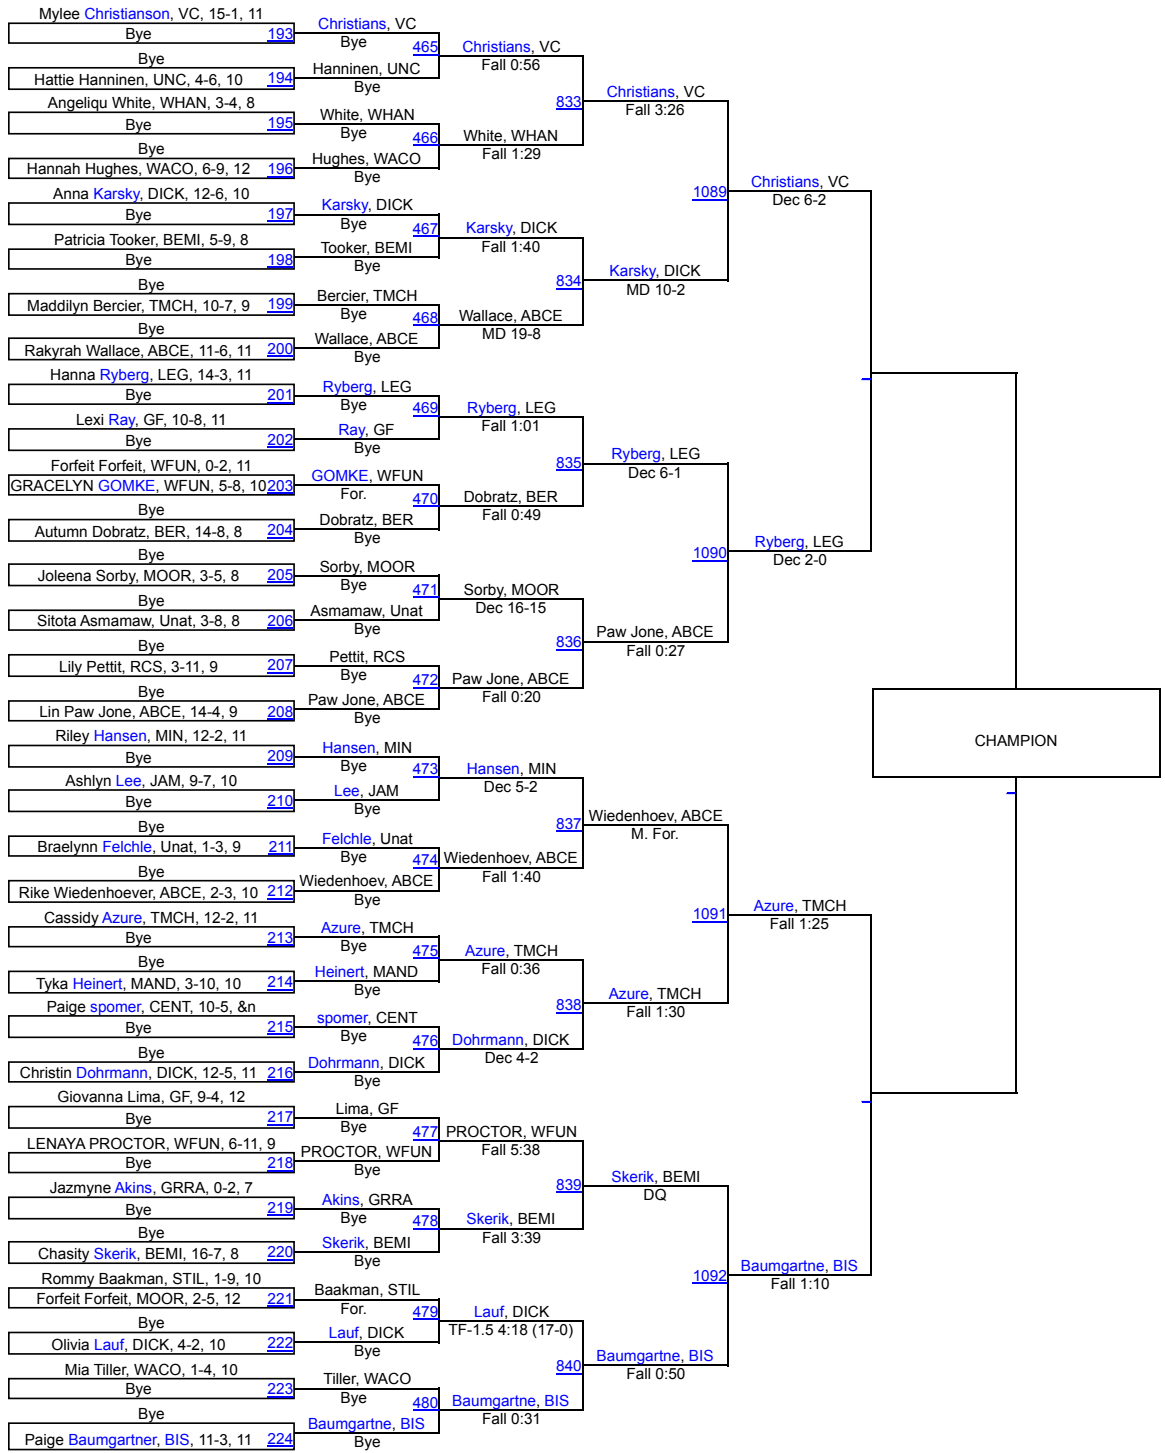 Mylee Christianson, VC, 15-1, 11
Bye 193
Bye
Hattie Hanninen, UNC, 4-6, 10 194
Angeliqu White, WHAN, 3-4, 8
Bye 195
Bye
Hannah Hughes, WACO, 6-9, 12 196
Anna Karsky, DICK, 12-6, 10
Bye 197
Patricia Tooker, BEMI, 5-9, 8
Bye 198
Bye
Maddilyn Bercier, TMCH, 10-7, 9 199
Bye
Rakyrah Wallace, ABCE, 11-6, 11 200
Hanna Ryberg, LEG, 14-3, 11
Bye 201
Lexi Ray, GF, 10-8, 11
Bye 202
Forfeit Forfeit, WFUN, 0-2, 11
GRACELYN GOMKE, WFUN, 5-8, 10 203
Bye
Autumn Dobratz, BER, 14-8, 8 204
Bye
Joleena Sorby, MOOR, 3-5, 8 205
Bye
Sitota Asmamaw, Unat, 3-8, 8 206
Bye
Lily Pettit, RCS, 3-11, 9 207
Bye
Lin Paw Jone, ABCE, 14-4, 9 208
Riley Hansen, MIN, 12-2, 11
Bye 209
Ashlyn Lee, JAM, 9-7, 10
Bye 210
Bye
Braelynn Felchle, Unat, 1-3, 9 211
Bye
Rike Wiedenhoever, ABCE, 2-3, 10 212
Cassidy Azure, TMCH, 12-2, 11
Bye 213
Bye
Tyka Heinert, MAND, 3-10, 10 214
Paige spomer, CENT, 10-5, &n
Bye 215
Bye
Christin Dohrmann, DICK, 12-5, 11 216
Giovanna Lima, GF, 9-4, 12
Bye 217
LENAYA PROCTOR, WFUN, 6-11, 9
Bye 218
Jazmyne Akins, GRRA, 0-2, 7
Bye 219
Bye
Chasity Skerik, BEMI, 16-7, 8 220
Rommy Baakman, STIL, 1-9, 10
Forfeit Forfeit, MOOR, 2-5, 12 221
Bye
Olivia Lauf, DICK, 4-2, 10 222
Mia Tiller, WACO, 1-4, 10
Bye 223
Bye
Paige Baumgartner, BIS, 11-3, 11 224
Christians, VC
Bye
465
Hanninen, UNC
Bye
White, WHAN
Bye
466
Hughes, WACO
Bye
Karsky, DICK
Bye
467
Tooker, BEMI
Bye
Bercier, TMCH
Bye
468
Wallace, ABCE
Bye
Ryberg, LEG
Bye
469
Ray, GF
Bye
GOMKE, WFUN
For.
470
Dobratz, BER
Bye
Sorby, MOOR
Bye
471
Asmamaw, Unat
Bye
Pettit, RCS
Bye
472
Paw Jone, ABCE
Bye
Hansen, MIN
Bye
473
Lee, JAM
Bye
Felchle, Unat
Bye
474
Wiedenhoev, ABCE
Bye
Azure, TMCH
Bye
475
Heinert, MAND
Bye
spomer, CENT
Bye
476
Dohrmann, DICK
Bye
Lima, GF
Bye
477
PROCTOR, WFUN
Bye
Akins, GRRA
Bye
478
Skerik, BEMI
Bye
Baakman, STIL
For.
479
Lauf, DICK
Bye
Tiller, WACO
Bye
480
Baumgartne, BIS
Bye
Christians, VC
Fall 0:56
833
White, WHAN
Fall 1:29
Karsky, DICK
Fall 1:40
834
Wallace, ABCE
MD 19-8
Ryberg, LEG
Fall 1:01
835
Dobratz, BER
Fall 0:49
Sorby, MOOR
Dec 16-15
836
Paw Jone, ABCE
Fall 0:20
Hansen, MIN
Dec 5-2
837
Wiedenhoev, ABCE
Fall 1:40
Azure, TMCH
Fall 0:36
838
Dohrmann, DICK
Dec 4-2
PROCTOR, WFUN
Fall 5:38
839
Skerik, BEMI
Fall 3:39
Lauf, DICK
TF-1.5 4:18 (17-0)
840
Baumgartne, BIS
Fall 0:31
Christians, VC
Fall 3:26
1089
Karsky, DICK
MD 10-2
Ryberg, LEG
Dec 6-1
1090
Paw Jone, ABCE
Fall 0:27
Wiedenhoev, ABCE
M. For.
1091
Azure, TMCH
Fall 1:30
Skerik, BEMI
DQ
1092
Baumgartne, BIS
Fall 0:50
Christians, VC
Dec 6-2
Ryberg, LEG
Dec 2-0
Azure, TMCH
Fall 1:25
Baumgartne, BIS
Fall 1:10
CHAMPION